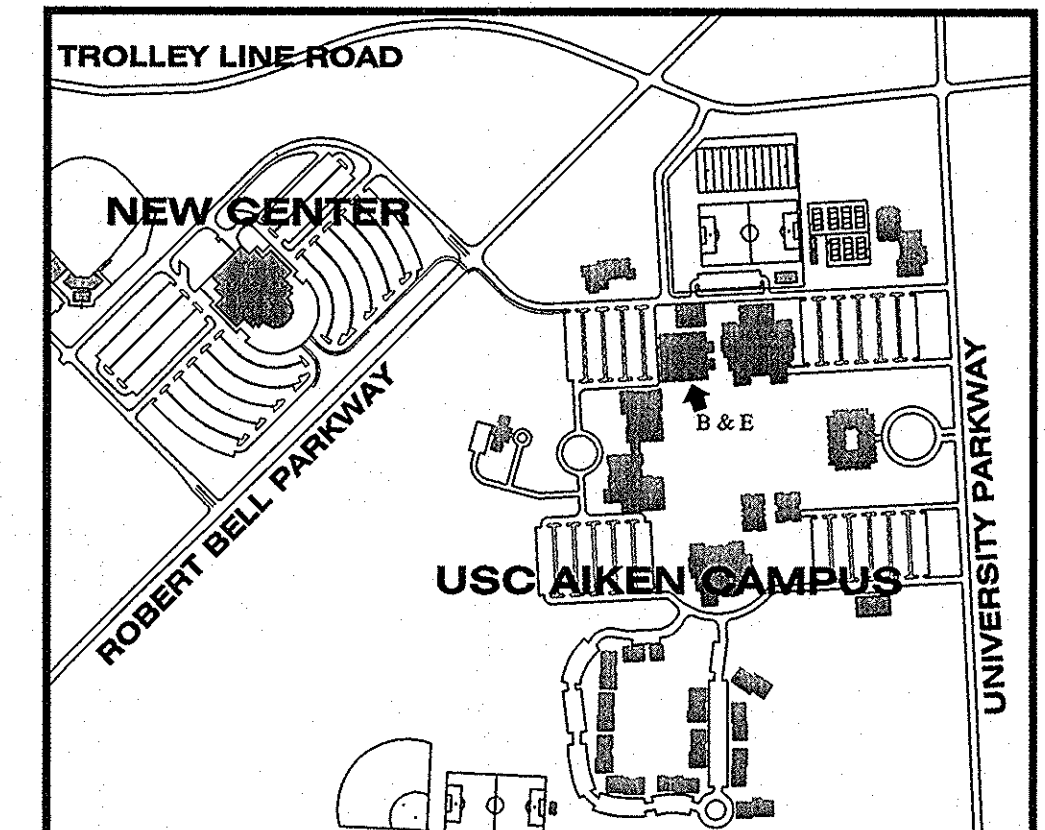 TROLLEY LINE ROAD
NEW CENTER
B & E
ROBERT BELL PARKWAY
UNIVERSITY PARKWAY
USC AIKEN CAMPUS